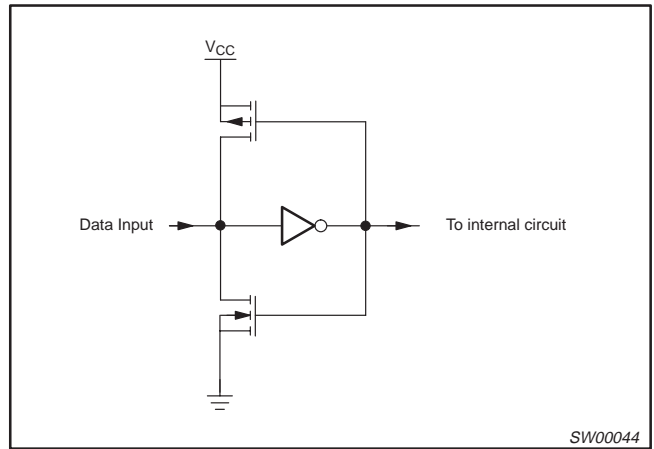 VCC
Data Input
To internal circuit
SW00044